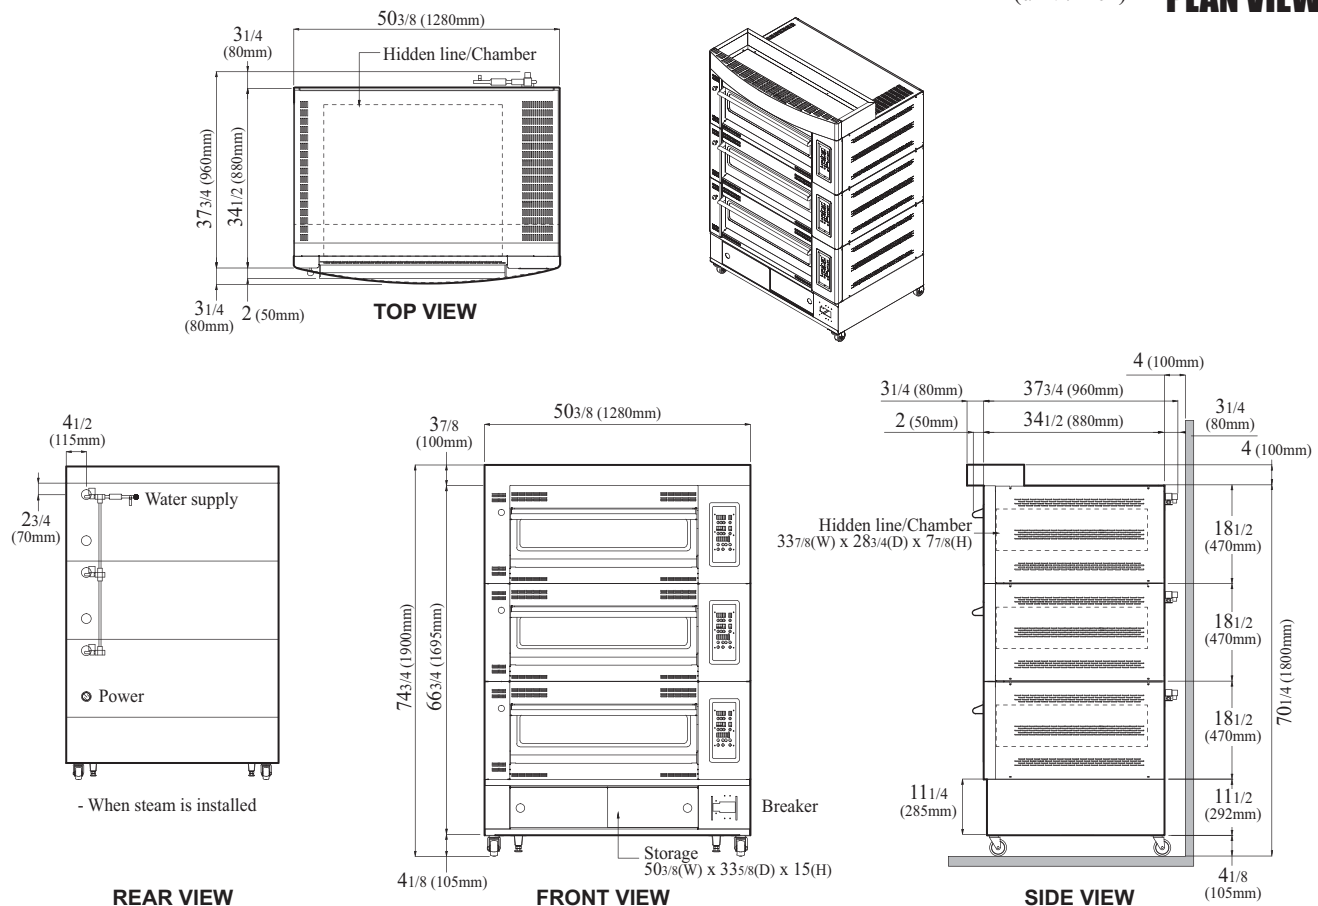 PLAN VIEW
50 3/8 (1280mm)
3 1/4
(80mm)
Hidden line/Chamber
37 3/4 (960mm)
34 1/2 (880mm)
3 1/4
(80mm)
2 (50mm)
TOP VIEW
4 1/2
(115mm)
2 3/4
(70mm)
Water supply
Power
- When steam is installed
REAR VIEW
50 3/8 (1280mm)
3 7/8
(100mm)
74 3/4 (1900mm)
66 3/4 (1695mm)
4 1/8 (105mm)
Breaker
Storage
50 3/8(W) x 33 5/8(D) x 15(H)
FRONT VIEW
4 (100mm)
3 1/4 (80mm)
37 3/4 (960mm)
2 (50mm)
34 1/2 (880mm)
3 1/4
(80mm)
4 (100mm)
Hidden line/Chamber
33 7/8(W) x 28 3/4(D) x 7 7/8(H)
18 1/2
(470mm)
18 1/2
(470mm)
18 1/2
(470mm)
70 1/4 (1800mm)
11 1/4
(285mm)
11 1/2
(292mm)
4 1/8
(105mm)
SIDE VIEW